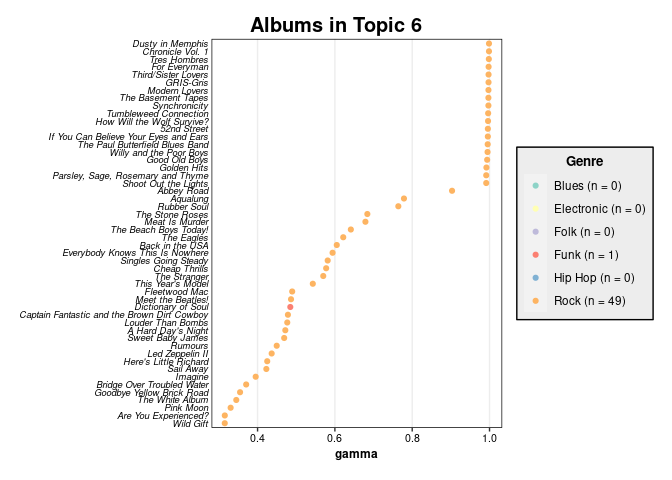 Albums in Topic 6
Dusty in Memphis
Chronicle Vol. 1
Tres Hombres
For Everyman
Third/Sister Lovers
GRIS-Gris
Modern Lovers
The Basement Tapes
Synchronicity
Tumbleweed Connection
How Will the Wolf Survive?
52nd Street
If You Can Believe Your Eyes and Ears
The Paul Butterfield Blues Band
Willy and the Poor Boys
Good Old Boys
Golden Hits
Parsley, Sage, Rosemary and Thyme
Shoot Out the Lights
Abbey Road
Aqualung
Rubber Soul
The Stone Roses
Meat Is Murder
The Beach Boys Today!
The Eagles
Back in the USA
Everybody Knows This Is Nowhere
Singles Going Steady
Cheap Thrills
The Stranger
This Year's Model
Fleetwood Mac
Meet the Beatles!
Dictionary of Soul
Captain Fantastic and the Brown Dirt Cowboy
Louder Than Bombs
A Hard Day's Night
Sweet Baby James
Rumours
Led Zeppelin II
Here's Little Richard
Sail Away
Imagine
Bridge Over Troubled Water
Goodbye Yellow Brick Road
The White Album
Pink Moon
Are You Experienced?
Wild Gift
0.4 0.6 0.8 1.0
gamma
Genre
Blues (n = 0)
Electronic (n = 0)
Folk (n = 0)
Funk (n = 1)
Hip Hop (n = 0)
Rock (n = 49)